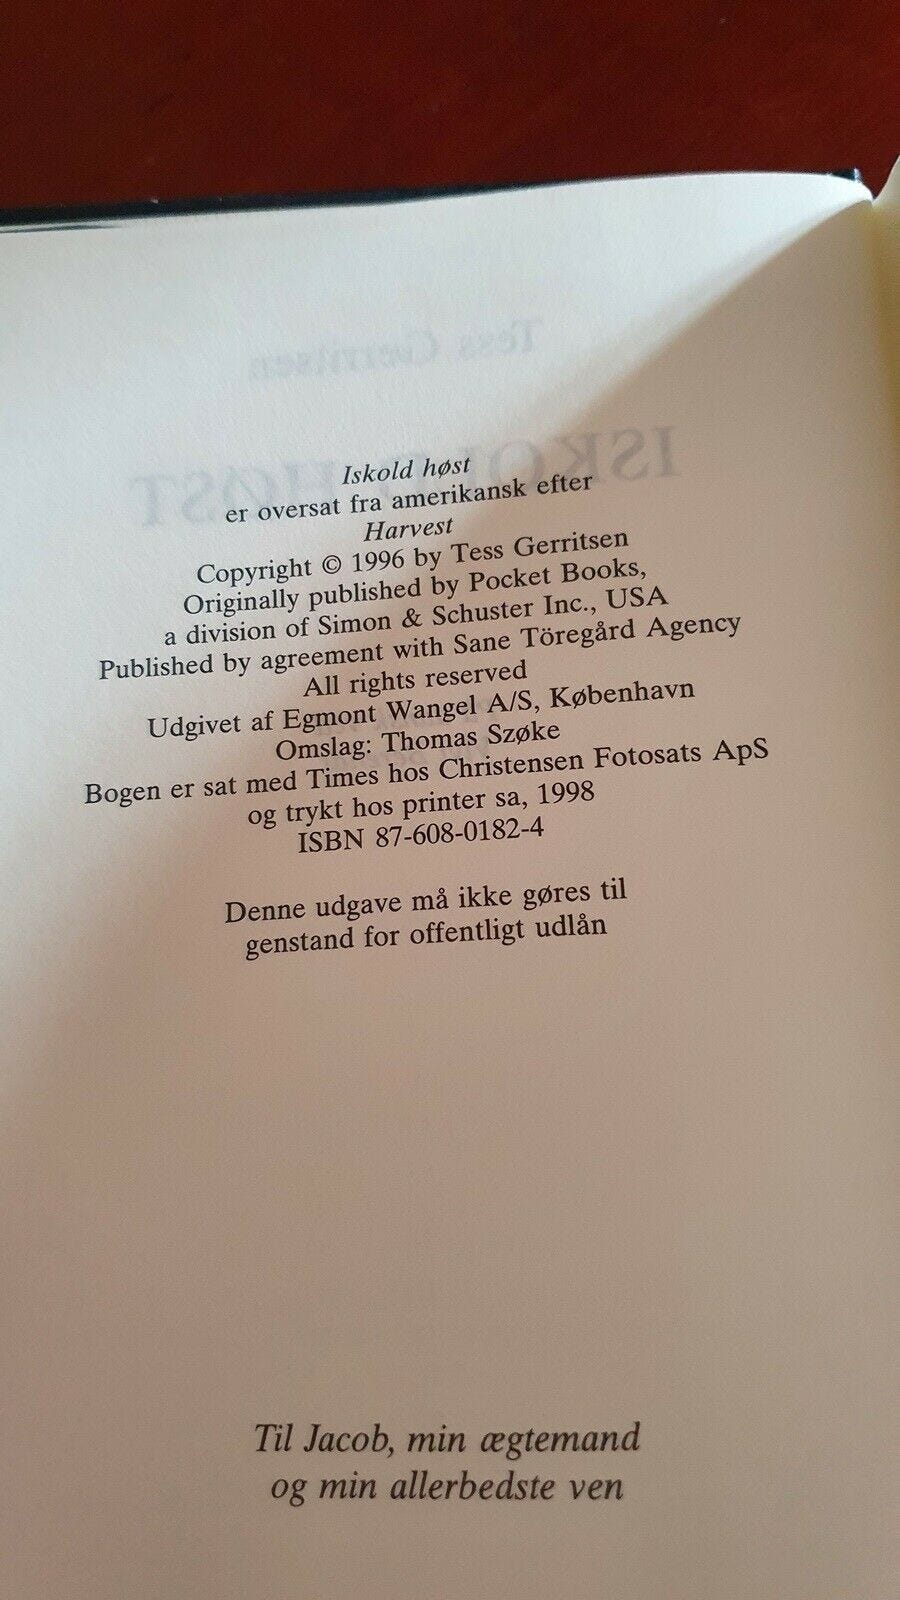 Tess Gerritsen
ISKOLD HØST
Iskold høst
er oversat fra amerikansk efter
Harvest
Copyright © 1996 by Tess Gerritsen
Originally published by Pocket Books,
a division of Simon & Schuster Inc., USA
Published by agreement with Sane Töregård Agency
All rights reserved
Udgivet af Egmont Wangel A/S, København
Omslag: Thomas Szøke
Bogen er sat med Times hos Christensen Fotosats ApS
og trykt hos printer sa, 1998
ISBN 87-608-0182-4
Denne udgave må ikke gøres til
genstand for offentligt udlån
Til Jacob, min ægtemand
og min allerbedste ven